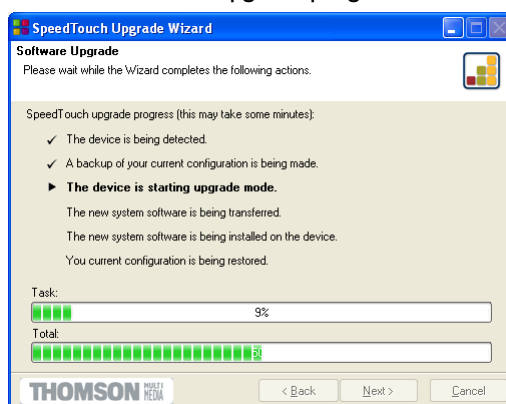 SpeedTouch Upgrade Wizard
Software Upgrade
Please wait while the Wizard completes the following actions.
SpeedTouch upgrade progress (this may take some minutes):
The device is being detected.
A backup of your current configuration is being made.
The device is starting upgrade mode.
The new system software is being transferred.
The new system software is being installed on the device.
You current configuration is being restored.
Task:
9%
Total:
THOMSON MULTI MEDIA
< Back Next > Cancel